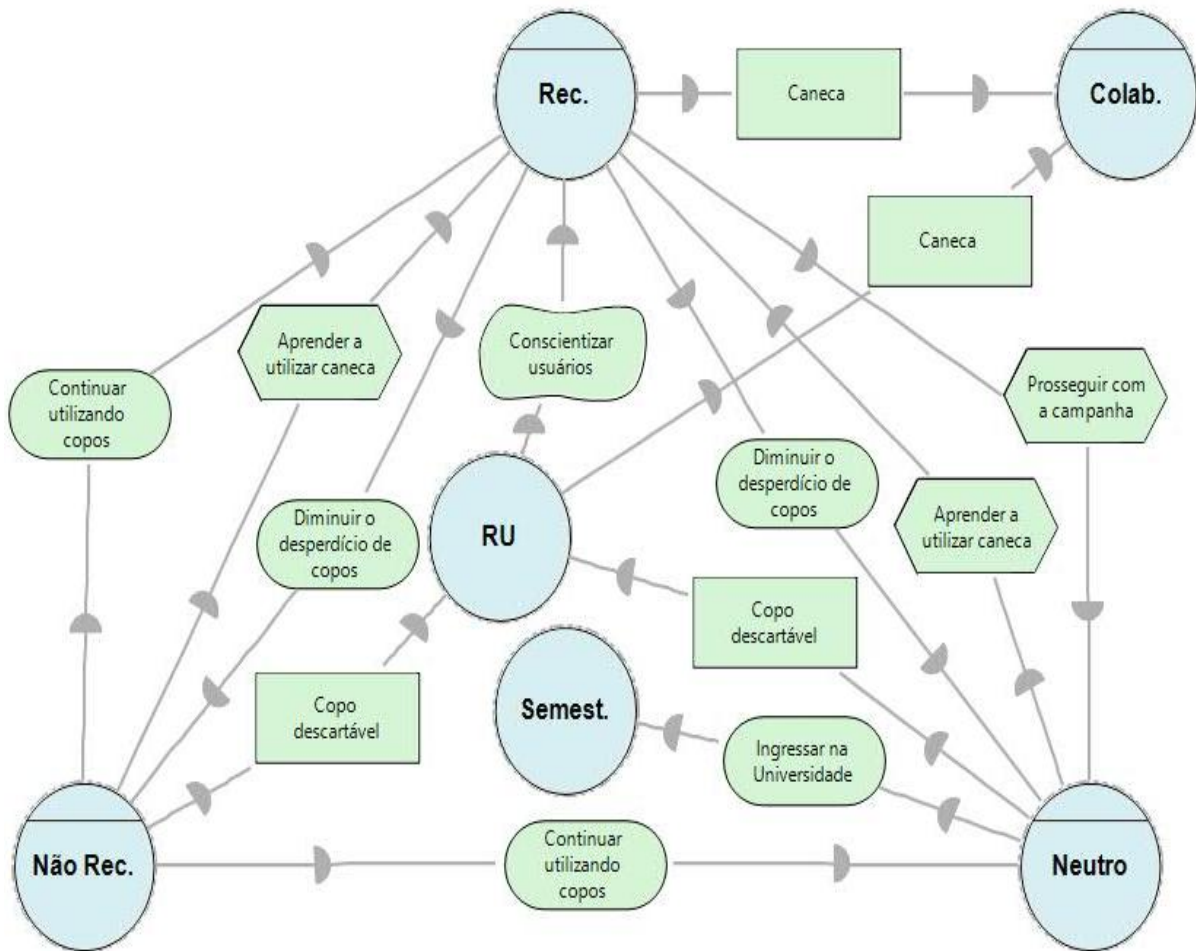 Rec.
Caneca
Colab.
Caneca
Aprender a
utilizar caneca
Conscientizar
usuários
Continuar
utilizando
copos
Prosseguir com
a campanha
Diminuir o
desperdício de
copos
Diminuir o
desperdício de
copos
Aprender a
utilizar caneca
RU
Copo
descartável
Copo
descartável
Semest.
Ingressar na
Universidade
Não Rec.
Continuar
utilizando
copos
Neutro